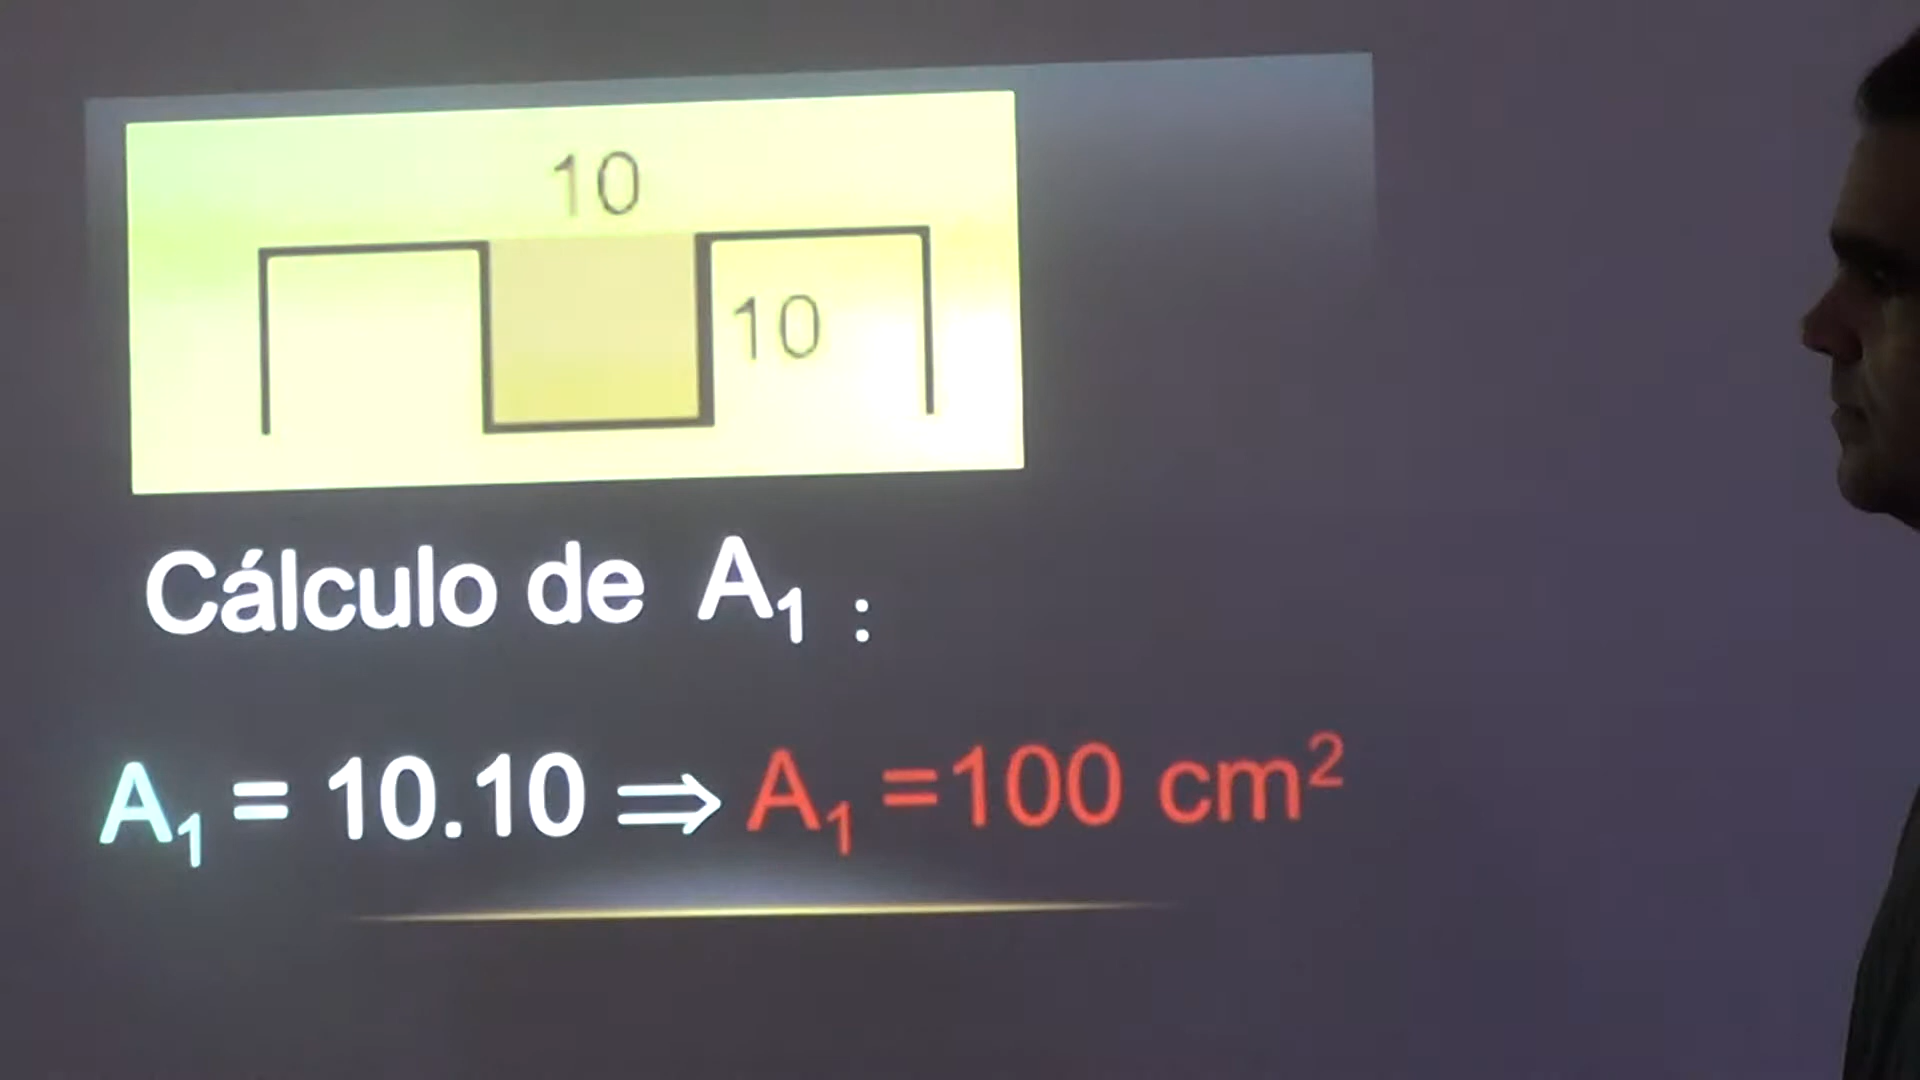 10
10
Cálculo de A₁ :
A₁ = 10.10 ⇒ A₁ =100 cm²